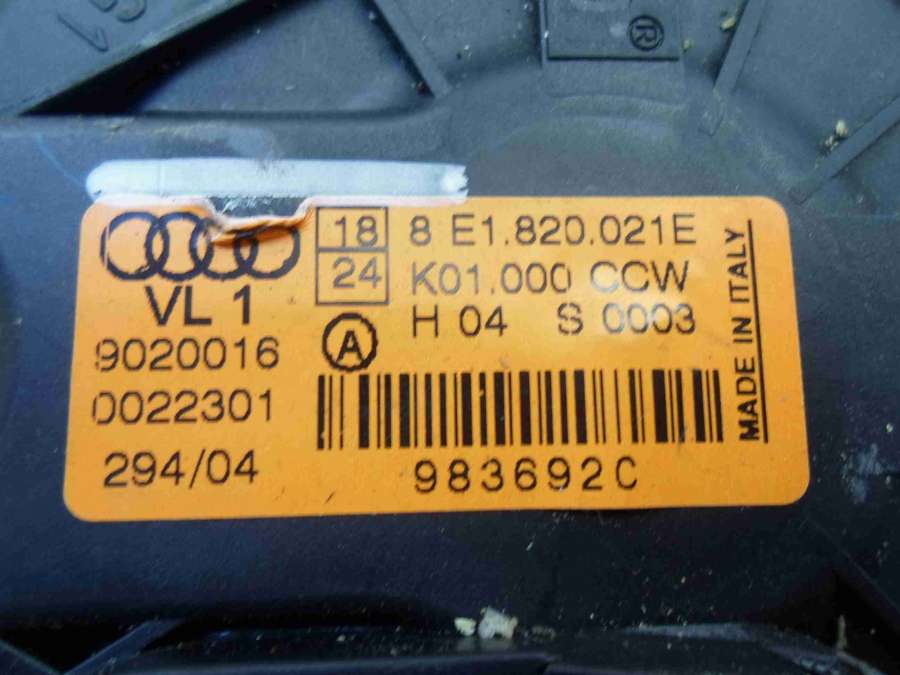 51
®
18 8 E1.820.021E
24 K01.000 CCW
VL 1
H 04 S 0003
A
9020016
0022301
294/04
983692C
MADE IN ITALY